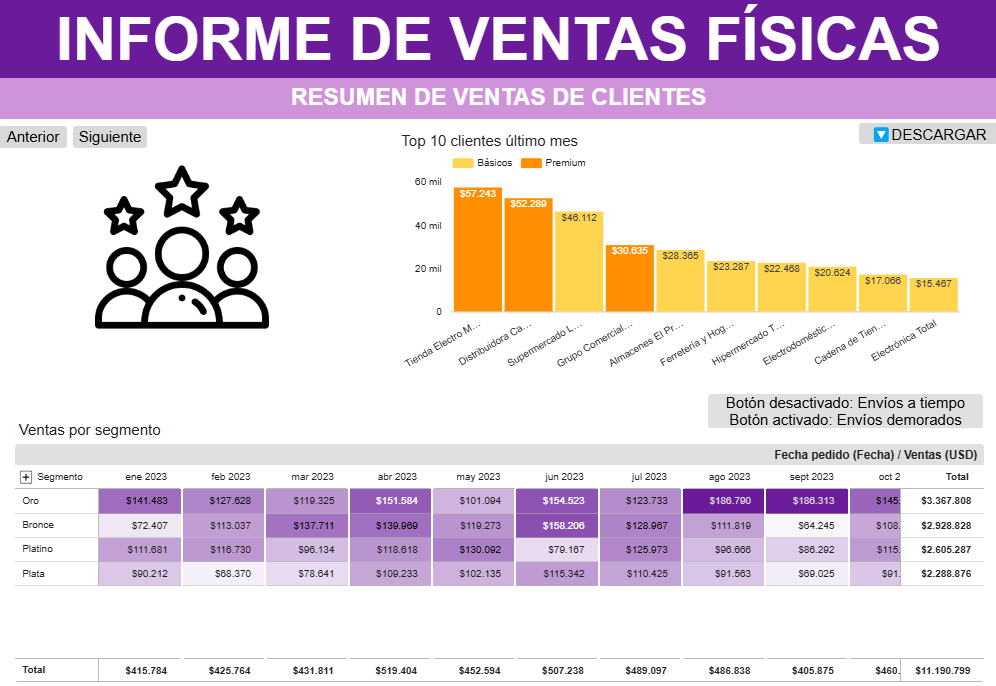 INFORME DE VENTAS FÍSICAS
RESUMEN DE VENTAS DE CLIENTES
Anterior Siguiente
DESCARGAR
Top 10 clientes último mes
Básicos Premium
60 mil
40 mil
20 mil
0
$57.243 $52.289 $46.112 $30.635 $28.365 $23.287 $22.468 $20.624 $17.066 $15.467
Tienda Electro M…
Distribuidora Ca…
Supermercado L…
Grupo Comercial…
Almacenes El Pr…
Ferretería y Hog…
Hipermercado T…
Electrodoméstic…
Cadena de Tien…
Electrónica Total
Botón desactivado: Envíos a tiempo
Botón activado: Envíos demorados
Ventas por segmento
Fecha pedido (Fecha) / Ventas (USD)
Segmento ene 2023 feb 2023 mar 2023 abr 2023 may 2023 jun 2023 jul 2023 ago 2023 sept 2023 oct 2 Total
Oro $141.483 $127.628 $119.325 $151.584 $101.094 $154.523 $123.733 $186.790 $186.313 $145. $3.367.808
Bronce $72.407 $113.037 $137.711 $139.969 $119.273 $158.206 $128.967 $111.819 $64.245 $108. $2.928.828
Platino $111.681 $116.730 $96.134 $118.618 $130.092 $79.167 $125.973 $96.666 $86.292 $115. $2.605.287
Plata $90.212 $68.370 $78.641 $109.233 $102.135 $115.342 $110.425 $91.563 $69.025 $91. $2.288.876
Total $415.784 $425.764 $431.811 $519.404 $452.594 $507.238 $489.097 $486.838 $405.875 $460. $11.190.799